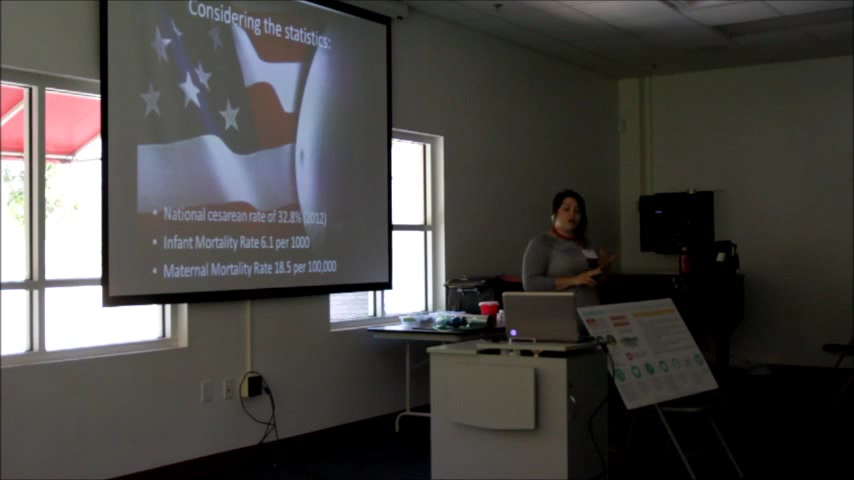 Considering the statistics:
• National cesarean rate of 32.8% (2012)
• Infant Mortality Rate 6.1 per 1000
• Maternal Mortality Rate 18.5 per 100,000